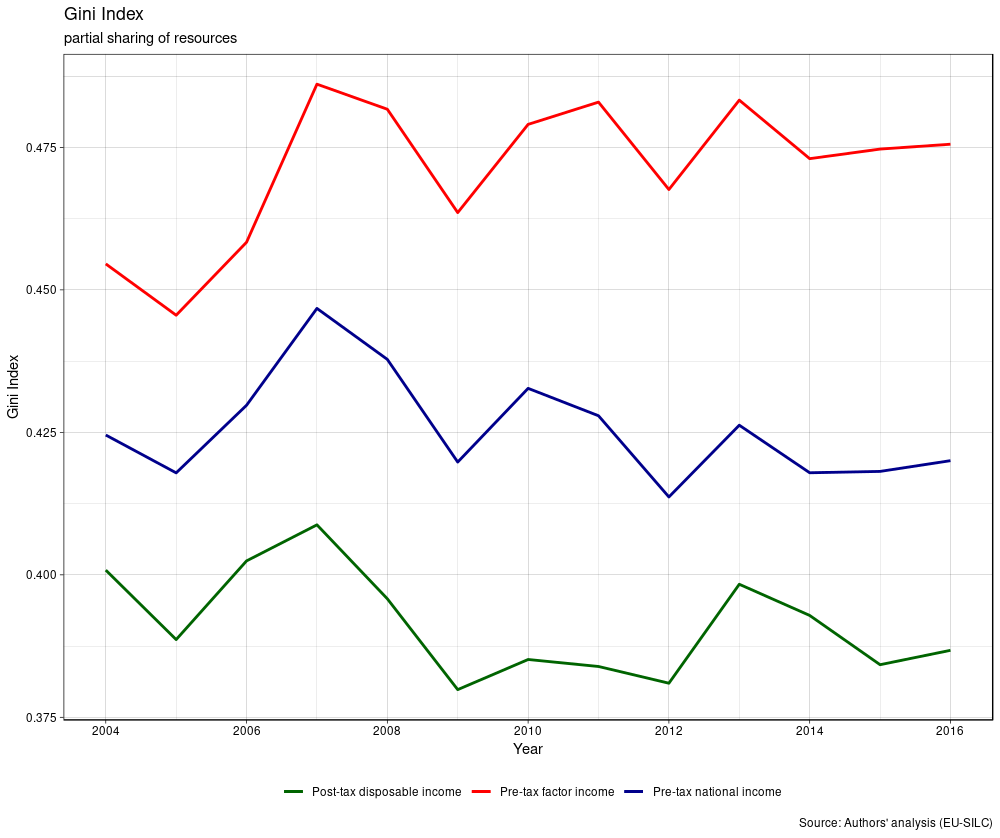 Gini Index
partial sharing of resources
Gini Index
0.475
0.450
0.425
0.400
0.375
2004 2006 2008 2010 2012 2014 2016
Year
Post-tax disposable income Pre-tax factor income Pre-tax national income
Source: Authors' analysis (EU-SILC)